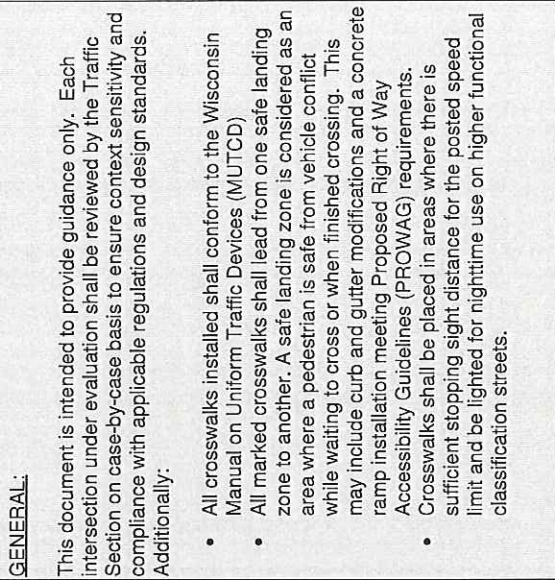 GENERAL:
This document is intended to provide guidance only. Each
intersection under evaluation shall be reviewed by the Traffic
Section on case-by-case basis to ensure context sensitivity and
compliance with applicable regulations and design standards.
Additionally:
• All crosswalks installed shall conform to the Wisconsin
Manual on Uniform Traffic Devices (MUTCD)
• All marked crosswalks shall lead from one safe landing
zone to another. A safe landing zone is considered as an
area where a pedestrian is safe from vehicle conflict
while waiting to cross or when finished crossing. This
may include curb and gutter modifications and a concrete
ramp installation meeting Proposed Right of Way
Accessibility Guidelines (PROWAG) requirements.
• Crosswalks shall be placed in areas where there is
sufficient stopping sight distance for the posted speed
limit and be lighted for nighttime use on higher functional
classification streets.